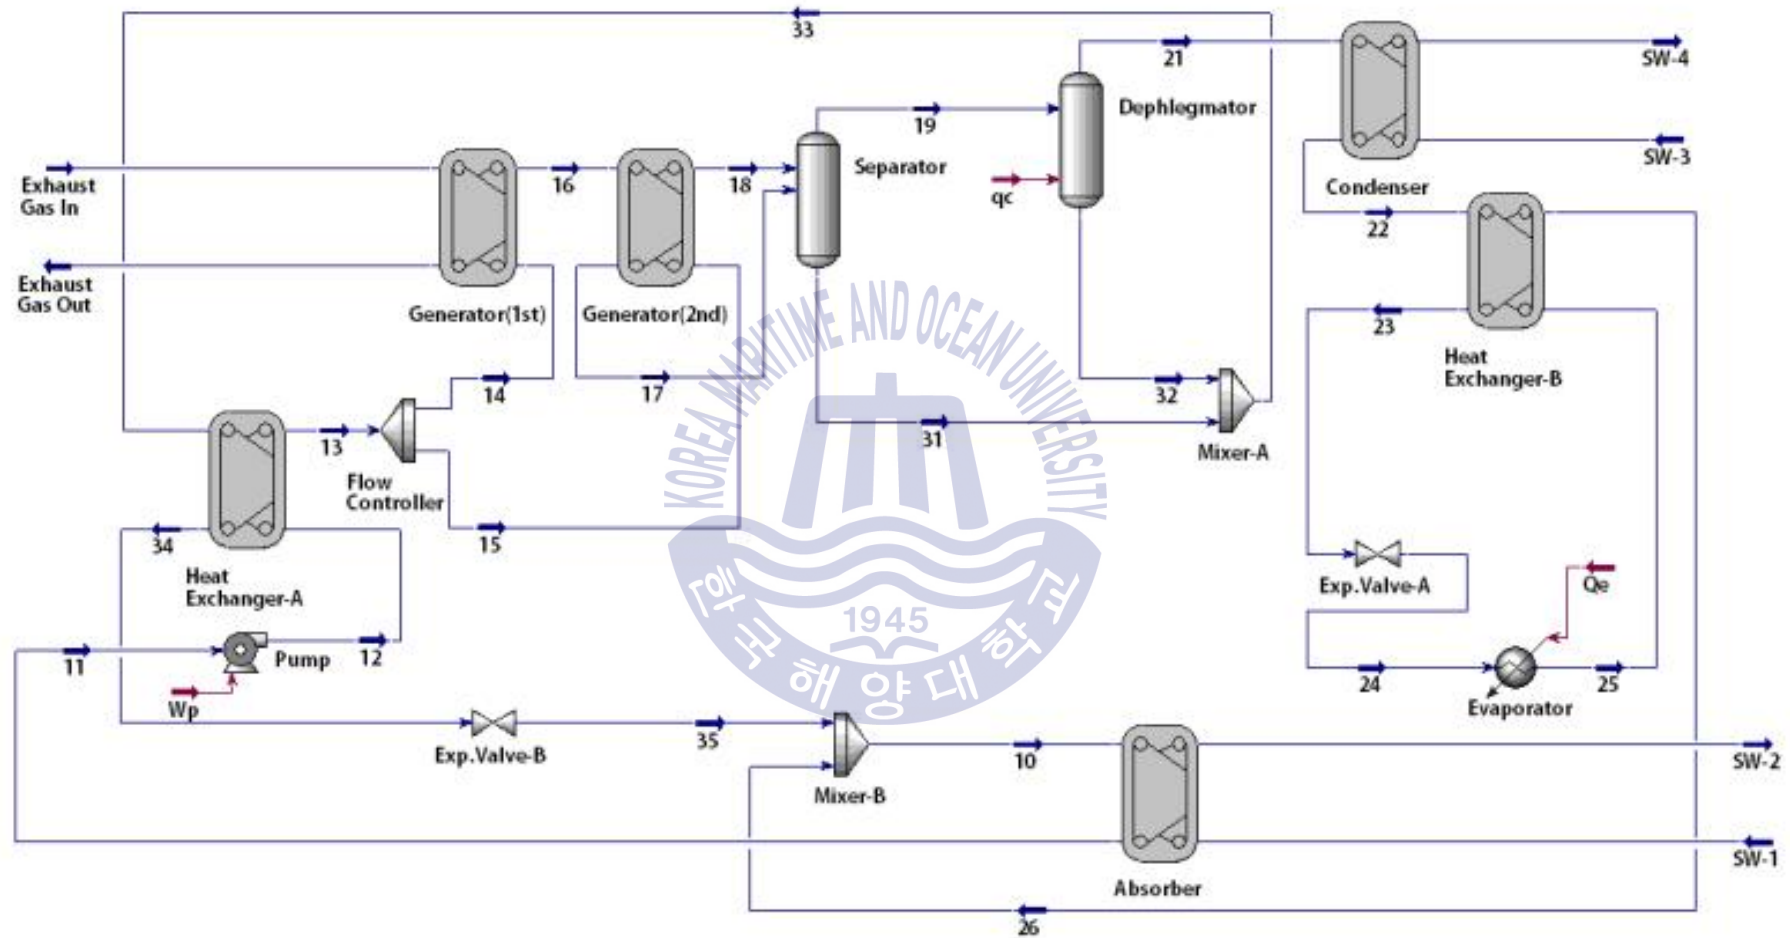 33
21
SW-4
Dephlegmator
19
SW-3
Exhaust
Gas In
16
18
Separator
qc
Condenser
22
Exhaust
Gas Out
Generator(1st)
Generator(2nd)
23
Heat
Exchanger-B
14
17
32
31
Mixer-A
13
Flow
Controller
15
34
Heat
Exchanger-A
KOREA MARITIME AND OCEAN UNIVERSITY
1945
한국해양대학교
Exp.Valve-A
Qe
11
Pump
12
Wp
24
25
Evaporator
Exp.Valve-B
35
Mixer-B
10
SW-2
SW-1
Absorber
26